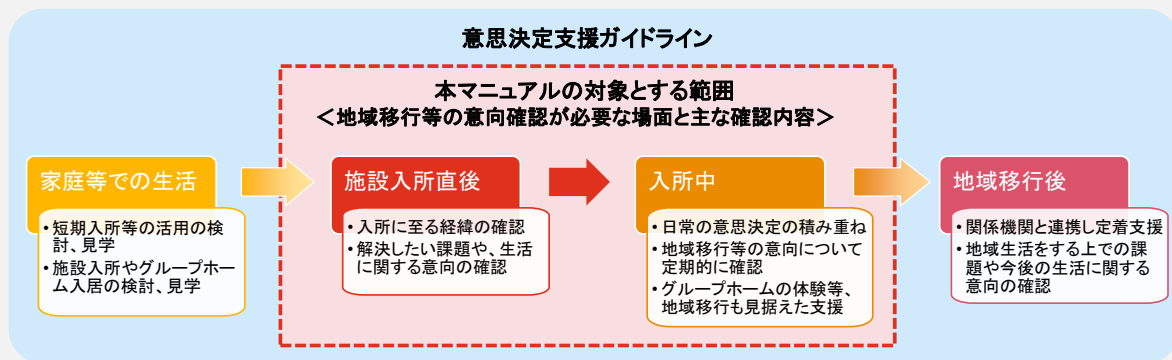 意思決定支援ガイドライン
本マニュアルの対象とする範囲
＜地域移行等の意向確認が必要な場面と主な確認内容＞
家庭等での生活
・短期入所等の活用の検
討、見学
・施設入所やグループホー
ム入居の検討、見学
施設入所直後
・入所に至る経緯の確認
・解決したい課題や、生活
に関する意向の確認
入所中
・日常の意思決定の積み重ね
・地域移行等の意向について
定期的に確認
・グループホームの体験等、
地域移行も見据えた支援
地域移行後
・関係機関と連携し定着支援
・地域生活をする上での課
題や今後の生活に関する
意向の確認